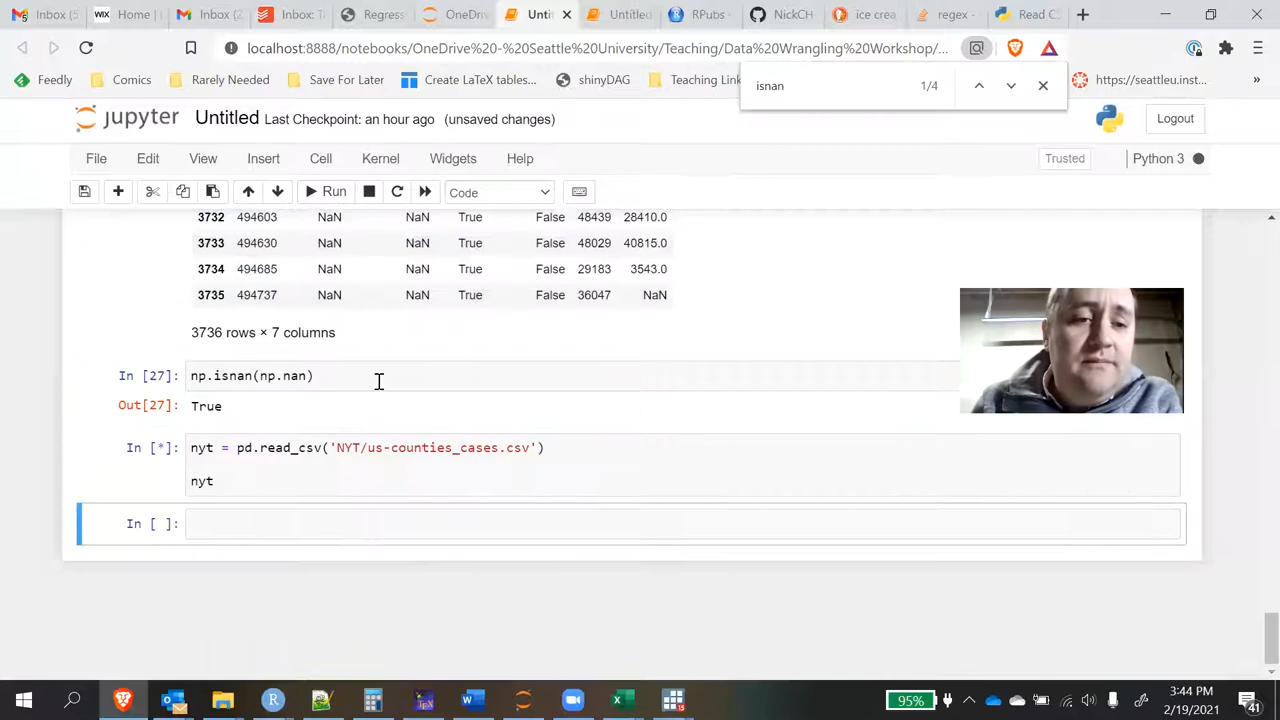 Inbox (5
Home |
Inbox (2
Inbox: T
Regress
OneDriv
Unti
Untitled
RPubs -
NickCH
ice crea
regex -
Read CS
localhost:8888/notebooks/OneDrive%20-%20Seattle%20University/Teaching/Data%20Wrangling%20Workshop/...
Feedly
Comics
Rarely Needed
Save For Later
Create LaTeX tables...
shinyDAG
Teaching Link
https://seattleu.inst...
»
isnan 1/4
jupyter Untitled Last Checkpoint: an hour ago (unsaved changes)
Logout
File Edit View Insert Cell Kernel Widgets Help
Trusted
Python 3
Run
Code
3732 494603 NaN NaN True False 48439 28410.0
3733 494630 NaN NaN True False 48029 40815.0
3734 494685 NaN NaN True False 29183 3543.0
3735 494737 NaN NaN True False 36047 NaN
3736 rows × 7 columns
In [27]: np.isnan(np.nan)
Out[27]: True
In [*]: nyt = pd.read_csv('NYT/us-counties_cases.csv')
nyt
In [ ]:
95%
3:44 PM
2/19/2021
41